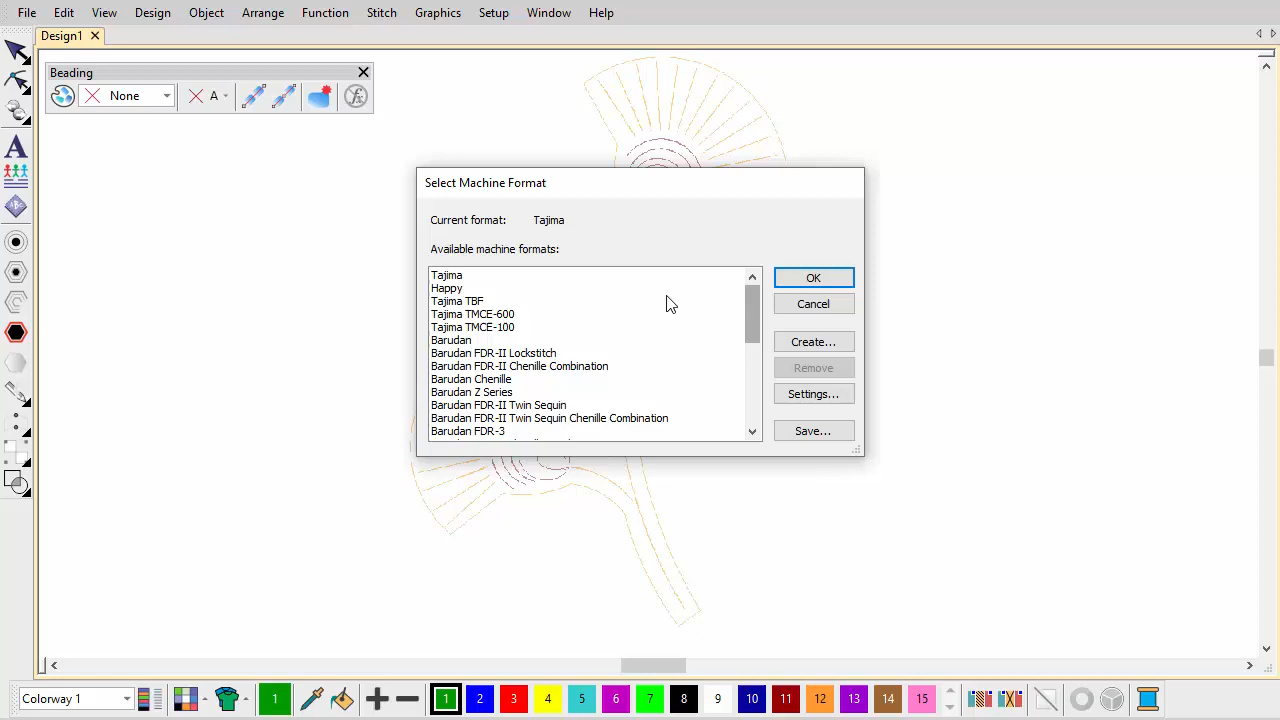 File Edit View Design Object Arrange Function Stitch Graphics Setup Window Help
Design1
Beading
None A
Select Machine Format
Current format: Tajima
Available machine formats:
Tajima
Happy
Tajima TBF
Tajima TMCE-600
Tajima TMCE-100
Barudan
Barudan FDR-II Lockstitch
Barudan FDR-II Chenille Combination
Barudan Chenille
Barudan Z Series
Barudan FDR-II Twin Sequin
Barudan FDR-II Twin Sequin Chenille Combination
Barudan FDR-3
OK
Cancel
Create...
Remove
Settings...
Save...
A
ABC
Colorway 1 1 1 2 3 4 5 6 7 8 9 10 11 12 13 14 15